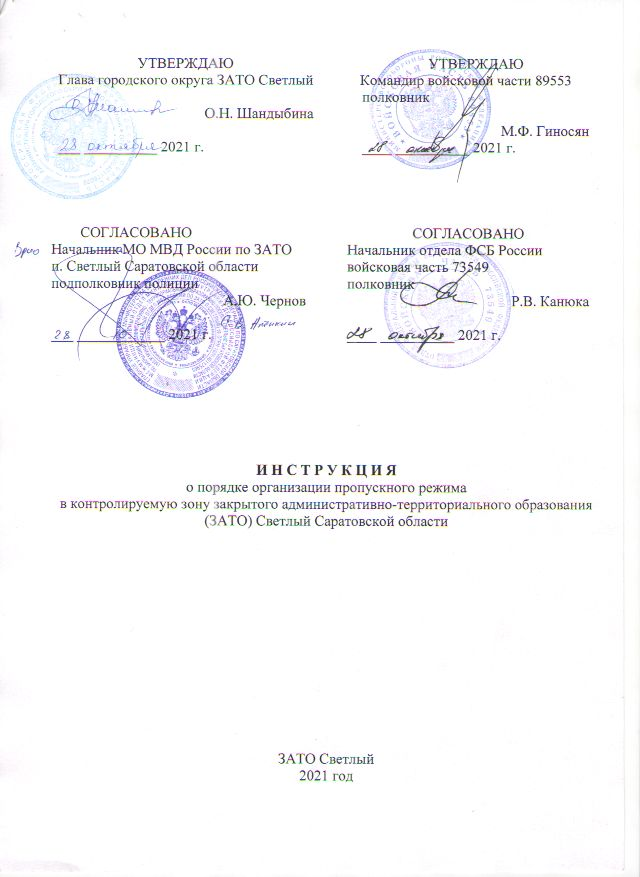 УТВЕРЖДАЮ
Глава городского округа ЗАТО Светлый
О.Н. Шандыбина
28 октября 2021 г.
УТВЕРЖДАЮ
Командир войсковой части 89553
полковник
М.Ф. Гиносян
28 октября 2021 г.
СОГЛАСОВАНО
Врио Начальник МО МВД России по ЗАТО
п. Светлый Саратовской области
подполковник полиции
А.Ю. Чернов
28 10 2021 г.
СОГЛАСОВАНО
Начальник отдела ФСБ России
войсковая часть 73549
полковник
Р.В. Канюка
28 октября 2021 г.
И Н С Т Р У К Ц И Я
о порядке организации пропускного режима
в контролируемую зону закрытого административно-территориального образования
(ЗАТО) Светлый Саратовской области
ЗАТО Светлый
2021 год